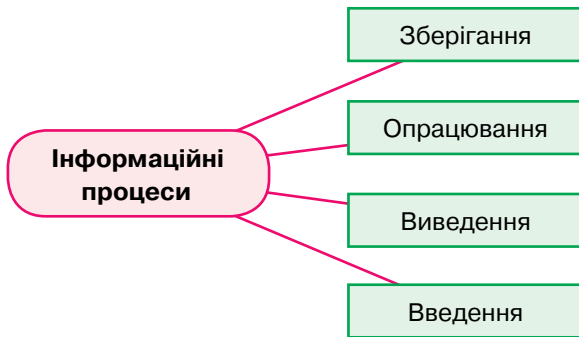 Інформаційні
процеси
Зберігання
Опрацювання
Виведення
Введення